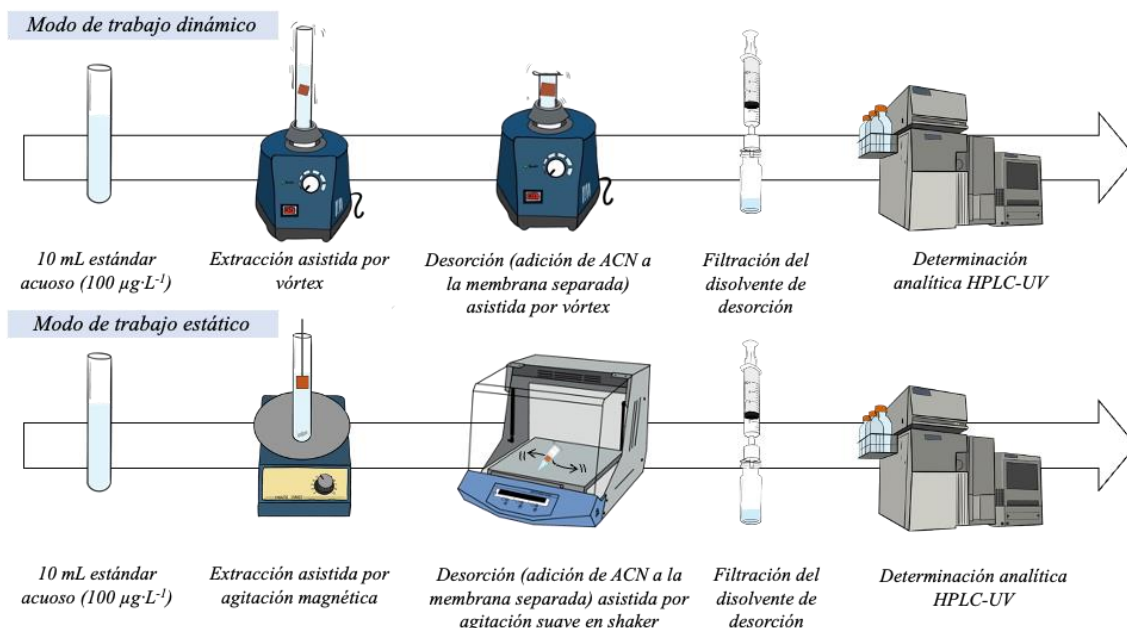 Modo de trabajo dinámico
10 mL estándar
acuoso (100 µg·L⁻¹)
Extracción asistida por
vórtex
Desorción (adición de ACN a
la membrana separada)
asistida por vórtex
Filtración del
disolvente de
desorción
Determinación
analítica HPLC-UV
Modo de trabajo estático
10 mL estándar
acuoso (100 µg·L⁻¹)
Extracción asistida por
agitación magnética
Desorción (adición de ACN a la
membrana separada) asistida por
agitación suave en shaker
Filtración del
disolvente de
desorción
Determinación analítica
HPLC-UV